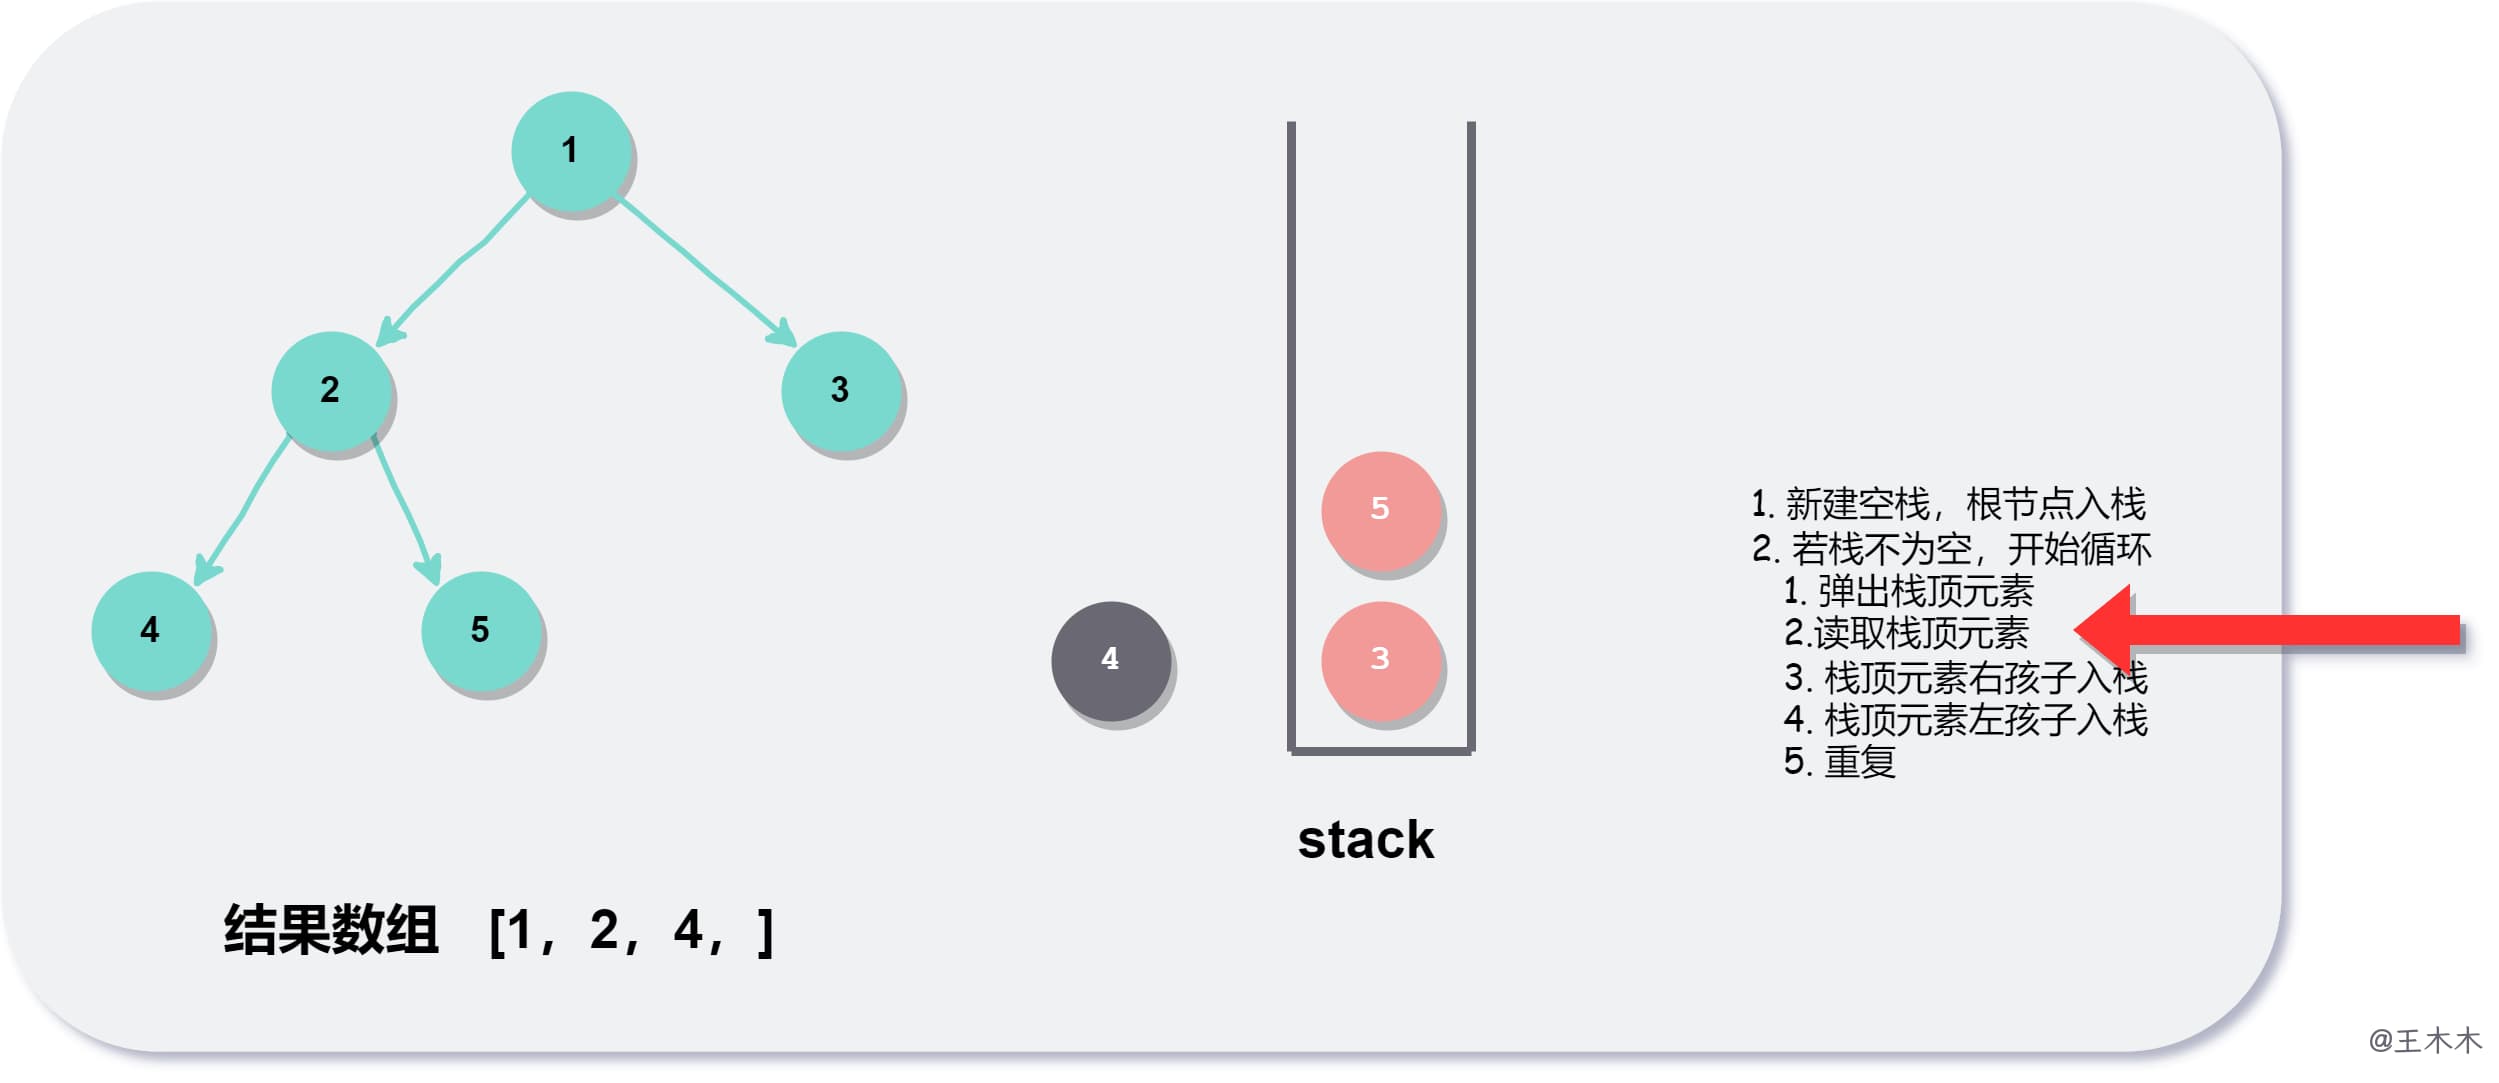 1
2
3
4
5
5
3
4
stack
1. 新建空栈，根节点入栈
2. 若栈不为空，开始循环
1. 弹出栈顶元素
2.读取栈顶元素
3. 栈顶元素右孩子入栈
4. 栈顶元素左孩子入栈
5. 重复
结果数组 [1，2，4，]
@王木木